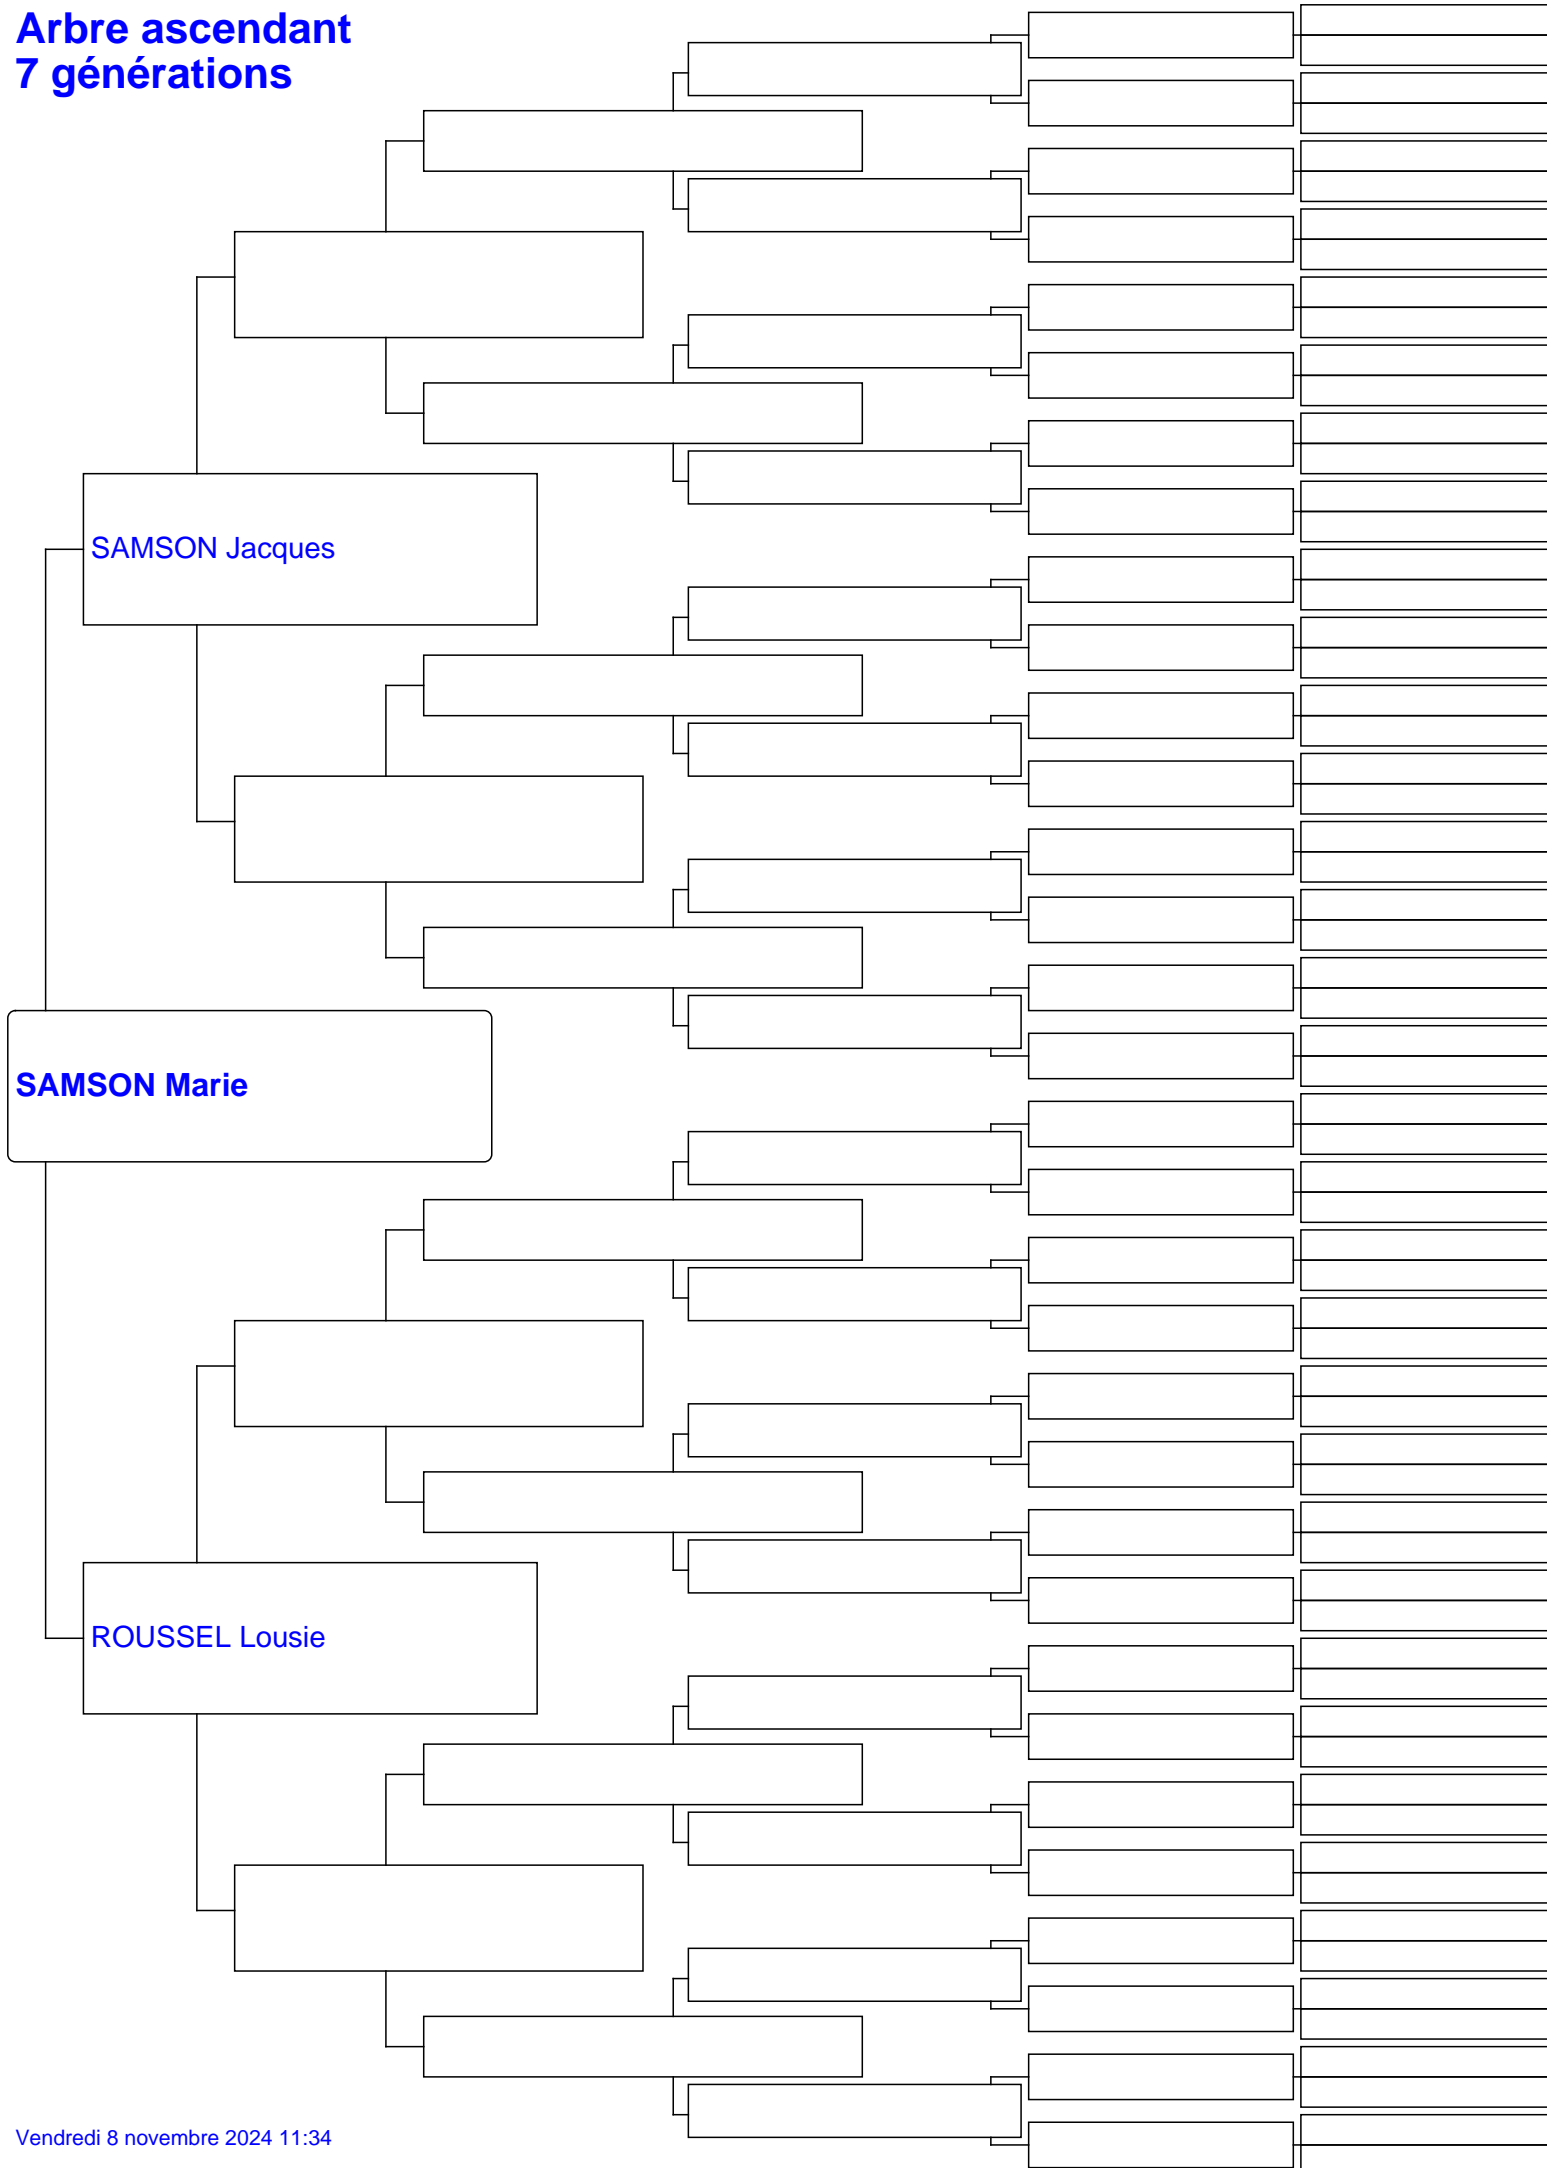 Arbre ascendant
7 générations
SAMSON Jacques
SAMSON Marie
ROUSSEL Lousie
Vendredi 8 novembre 2024 11:34